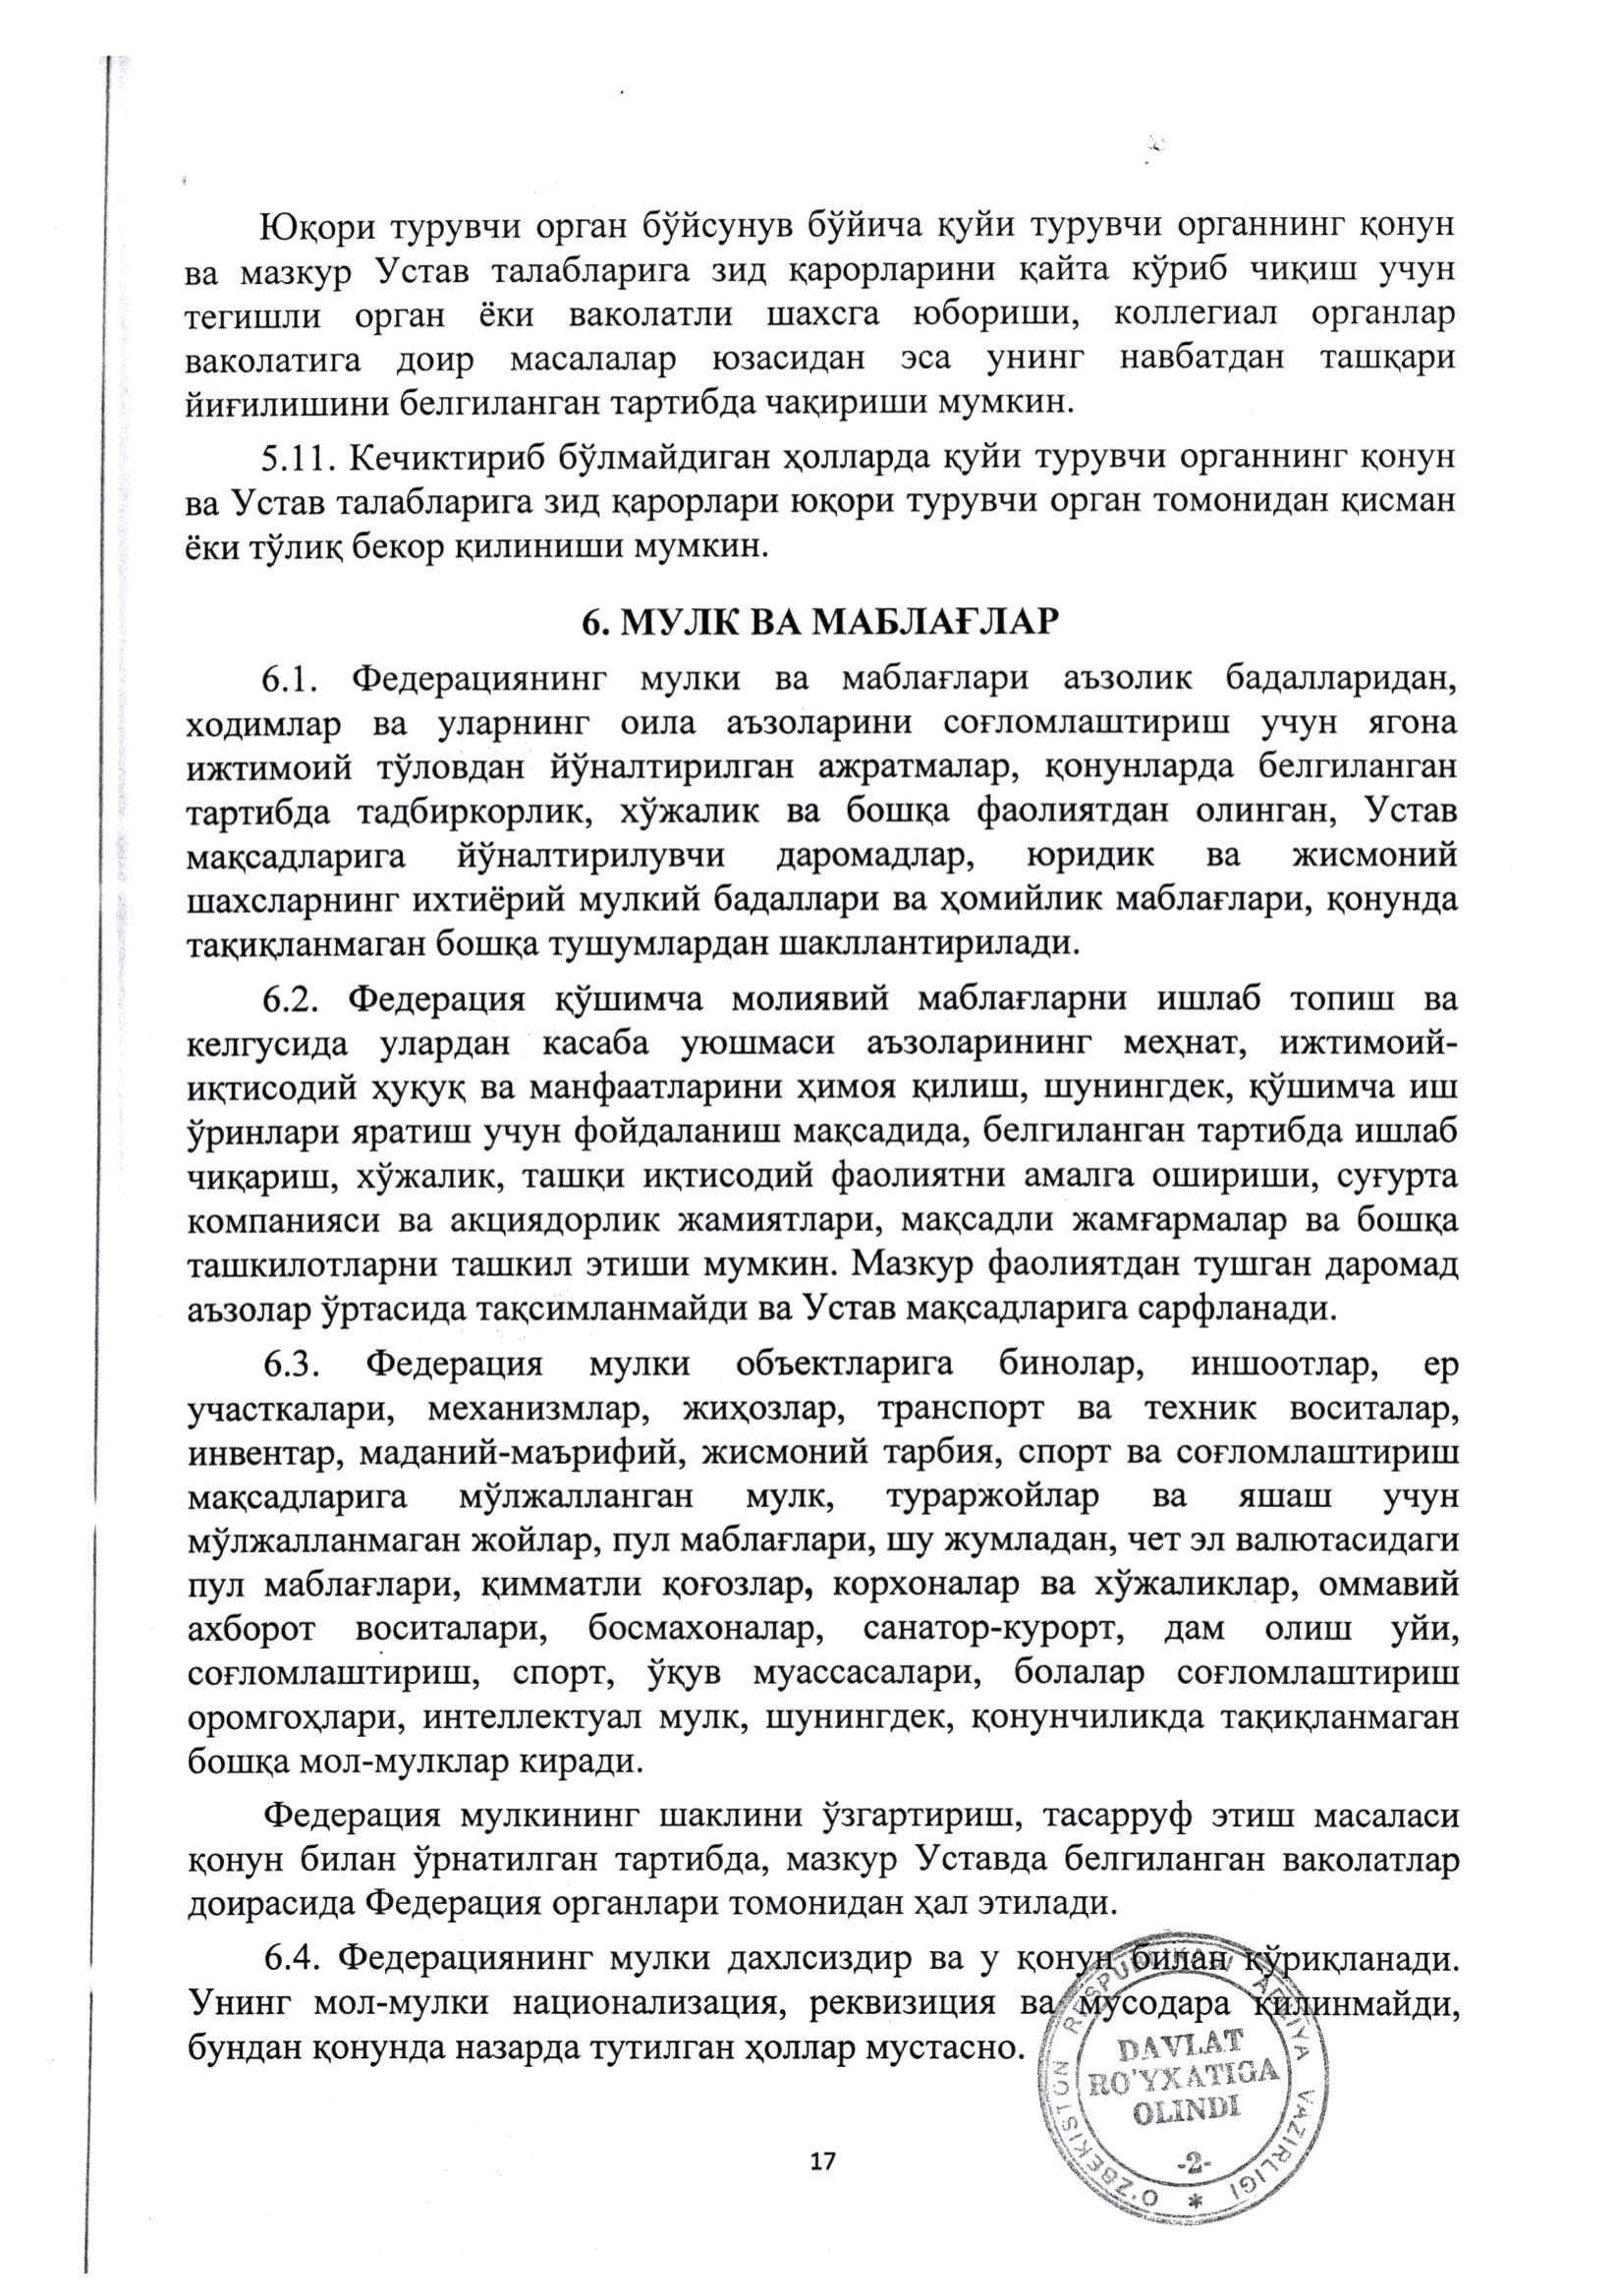 Юқори турувчи орган бўйсунув бўйича қуйи турувчи органнинг қонун
ва мазкур Устав талабларига зид қарорларини қайта кўриб чиқиш учун
тегишли орган ёки ваколатли шахсга юбориши, коллегиал органлар
ваколатига доир масалалар юзасидан эса унинг навбатдан ташқари
йиғилишини белгиланган тартибда чақириши мумкин.
5.11. Кечиктириб бўлмайдиган ҳолларда қуйи турувчи органнинг қонун
ва Устав талабларига зид қарорлари юқори турувчи орган томонидан қисман
ёки тўлиқ бекор қилиниши мумкин.
6. МУЛК ВА МАБЛАҒЛАР
6.1. Федерациянинг мулки ва маблағлари аъзолик бадалларидан,
ходимлар ва уларнинг оила аъзоларини соғломлаштириш учун ягона
ижтимоий тўловдан йўналтирилган ажратмалар, қонунларда белгиланган
тартибда тадбиркорлик, хўжалик ва бошқа фаолиятдан олинган, Устав
мақсадларига йўналтирилувчи даромадлар, юридик ва жисмоний
шахсларнинг ихтиёрий мулкий бадаллари ва ҳомийлик маблағлари, қонунда
тақиқланмаган бошқа тушумлардан шакллантирилади.
6.2. Федерация қўшимча молиявий маблағларни ишлаб топиш ва
келгусида улардан касаба уюшмаси аъзоларининг меҳнат, ижтимоий-
иқтисодий ҳуқуқ ва манфаатларини ҳимоя қилиш, шунингдек, қўшимча иш
ўринлари яратиш учун фойдаланиш мақсадида, белгиланган тартибда ишлаб
чиқариш, хўжалик, ташқи иқтисодий фаолиятни амалга ошириши, суғурта
компанияси ва акциядорлик жамиятлари, мақсадли жамғармалар ва бошқа
ташкилотларни ташкил этиши мумкин. Мазкур фаолиятдан тушган даромад
аъзолар ўртасида тақсимланмайди ва Устав мақсадларига сарфланади.
6.3. Федерация мулки объектларига бинолар, иншоотлар, ер
участкалари, механизмлар, жиҳозлар, транспорт ва техник воситалар,
инвентар, маданий-маърифий, жисмоний тарбия, спорт ва соғломлаштириш
мақсадларига мўлжалланган мулк, тураржойлар ва яшаш учун
мўлжалланмаган жойлар, пул маблағлари, шу жумладан, чет эл валютасидаги
пул маблағлари, қимматли қоғозлар, корхоналар ва хўжаликлар, оммавий
ахборот воситалари, босмахоналар, санатор-курорт, дам олиш уйи,
соғломлаштириш, спорт, ўқув муассасалари, болалар соғломлаштириш
оромгоҳлари, интеллектуал мулк, шунингдек, қонунчиликда тақиқланмаган
бошқа мол-мулклар киради.
Федерация мулкининг шаклини ўзгартириш, тасарруф этиш масаласи
қонун билан ўрнатилган тартибда, мазкур Уставда белгиланган ваколатлар
доирасида Федерация органлари томонидан ҳал этилади.
6.4. Федерациянинг мулки дахлсиздир ва у қонун билан қўриқланади.
Унинг мол-мулки национализация, реквизиция ва мусодара қилинмайди,
бундан қонунда назарда тутилган ҳоллар мустасно.
O'ZBEKISTON RESPUBLIKASI ADLIYA VAZIRLIGI *
DAVLAT
RO'YXATIGA
OLINDI
-2-
17